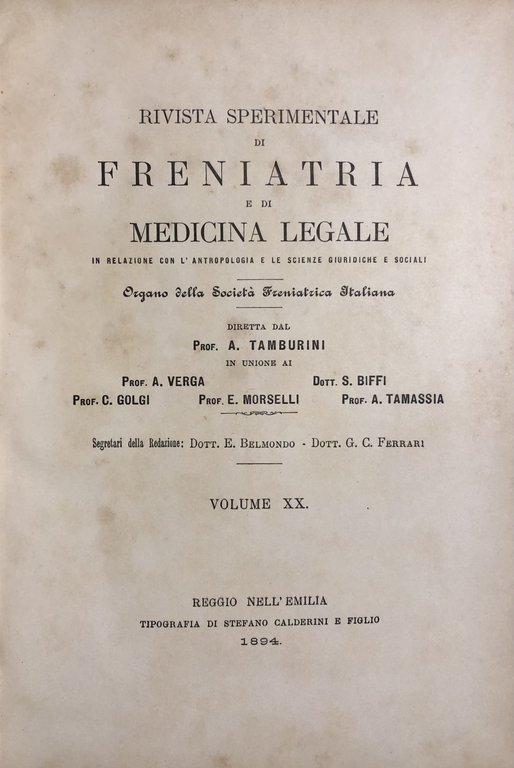 RIVISTA SPERIMENTALE
DI
FRENIATRIA
E DI
MEDICINA LEGALE
IN RELAZIONE CON L'ANTROPOLOGIA E LE SCIENZE GIURIDICHE E SOCIALI
Organo della Società Freniatrica Italiana
DIRETTA DAL
PROF. A. TAMBURINI
IN UNIONE AI
PROF. A. VERGA DOTT. S. BIFFI
PROF. C. GOLGI PROF. E. MORSELLI PROF. A. TAMASSIA
Segretari della Redazione: DOTT. E. BELMONDO - DOTT. G. C. FERRARI
VOLUME XX.
REGGIO NELL'EMILIA
TIPOGRAFIA DI STEFANO CALDERINI E FIGLIO
1894.